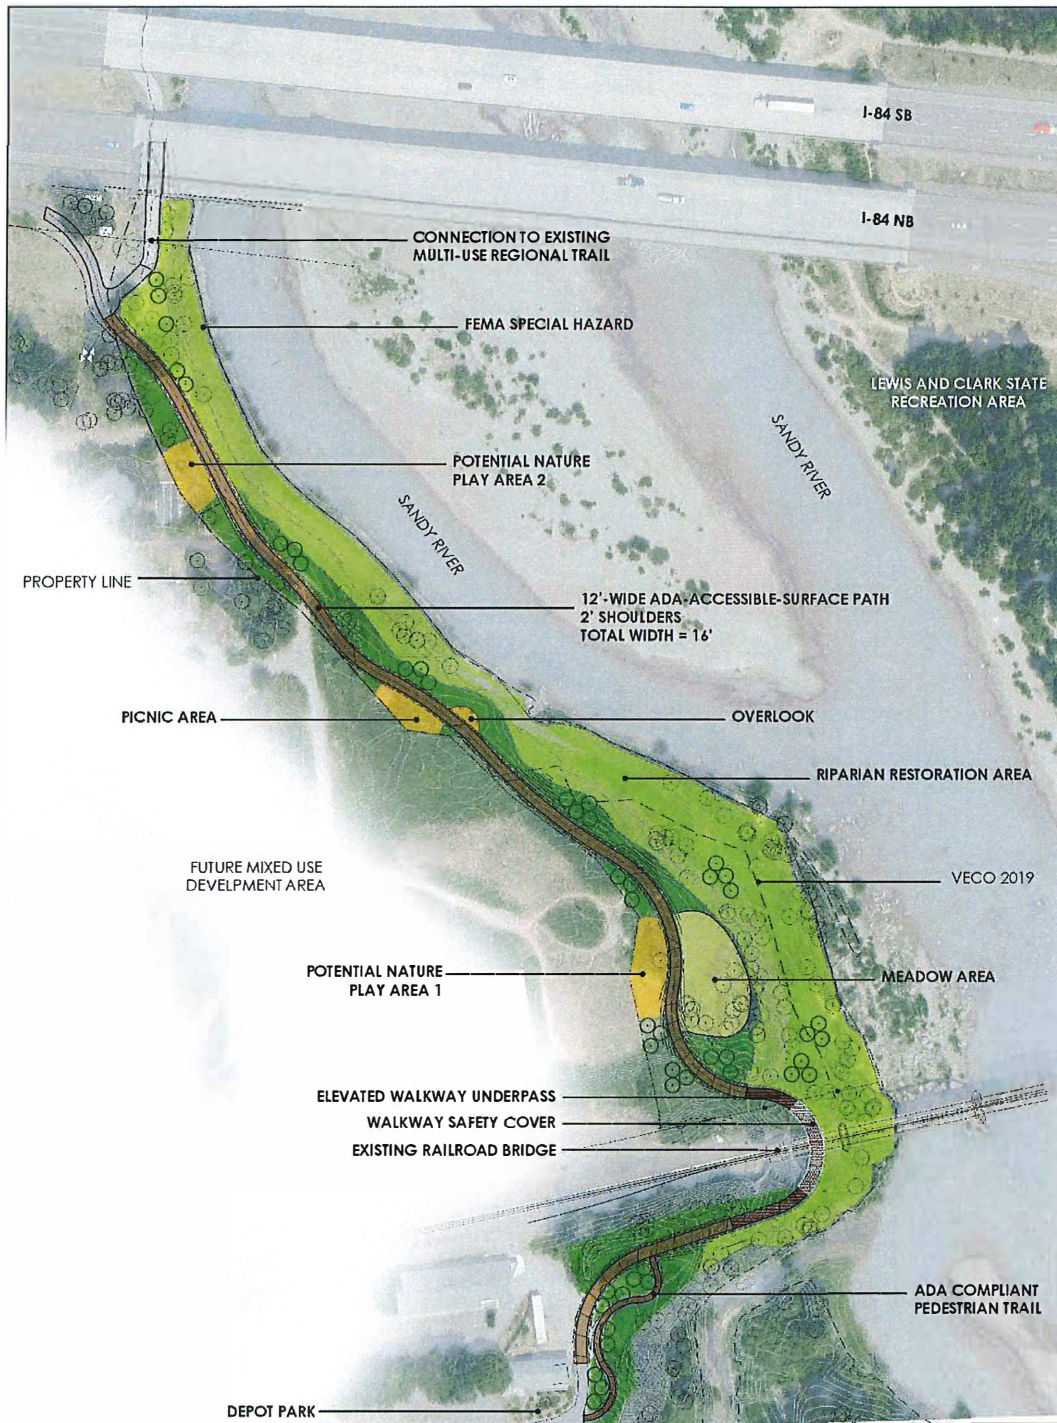 I-84 SB
I-84 NB
CONNECTION TO EXISTING
MULTI-USE REGIONAL TRAIL
FEMA SPECIAL HAZARD
LEWIS AND CLARK STATE
RECREATION AREA
SANDY RIVER
POTENTIAL NATURE
PLAY AREA 2
SANDY RIVER
PROPERTY LINE
12'-WIDE ADA-ACCESSIBLE-SURFACE PATH
2' SHOULDERS
TOTAL WIDTH = 16'
PICNIC AREA
OVERLOOK
RIPARIAN RESTORATION AREA
FUTURE MIXED USE
DEVELPMENT AREA
VECO 2019
POTENTIAL NATURE
PLAY AREA 1
MEADOW AREA
ELEVATED WALKWAY UNDERPASS
WALKWAY SAFETY COVER
EXISTING RAILROAD BRIDGE
ADA COMPLIANT
PEDESTRIAN TRAIL
DEPOT PARK